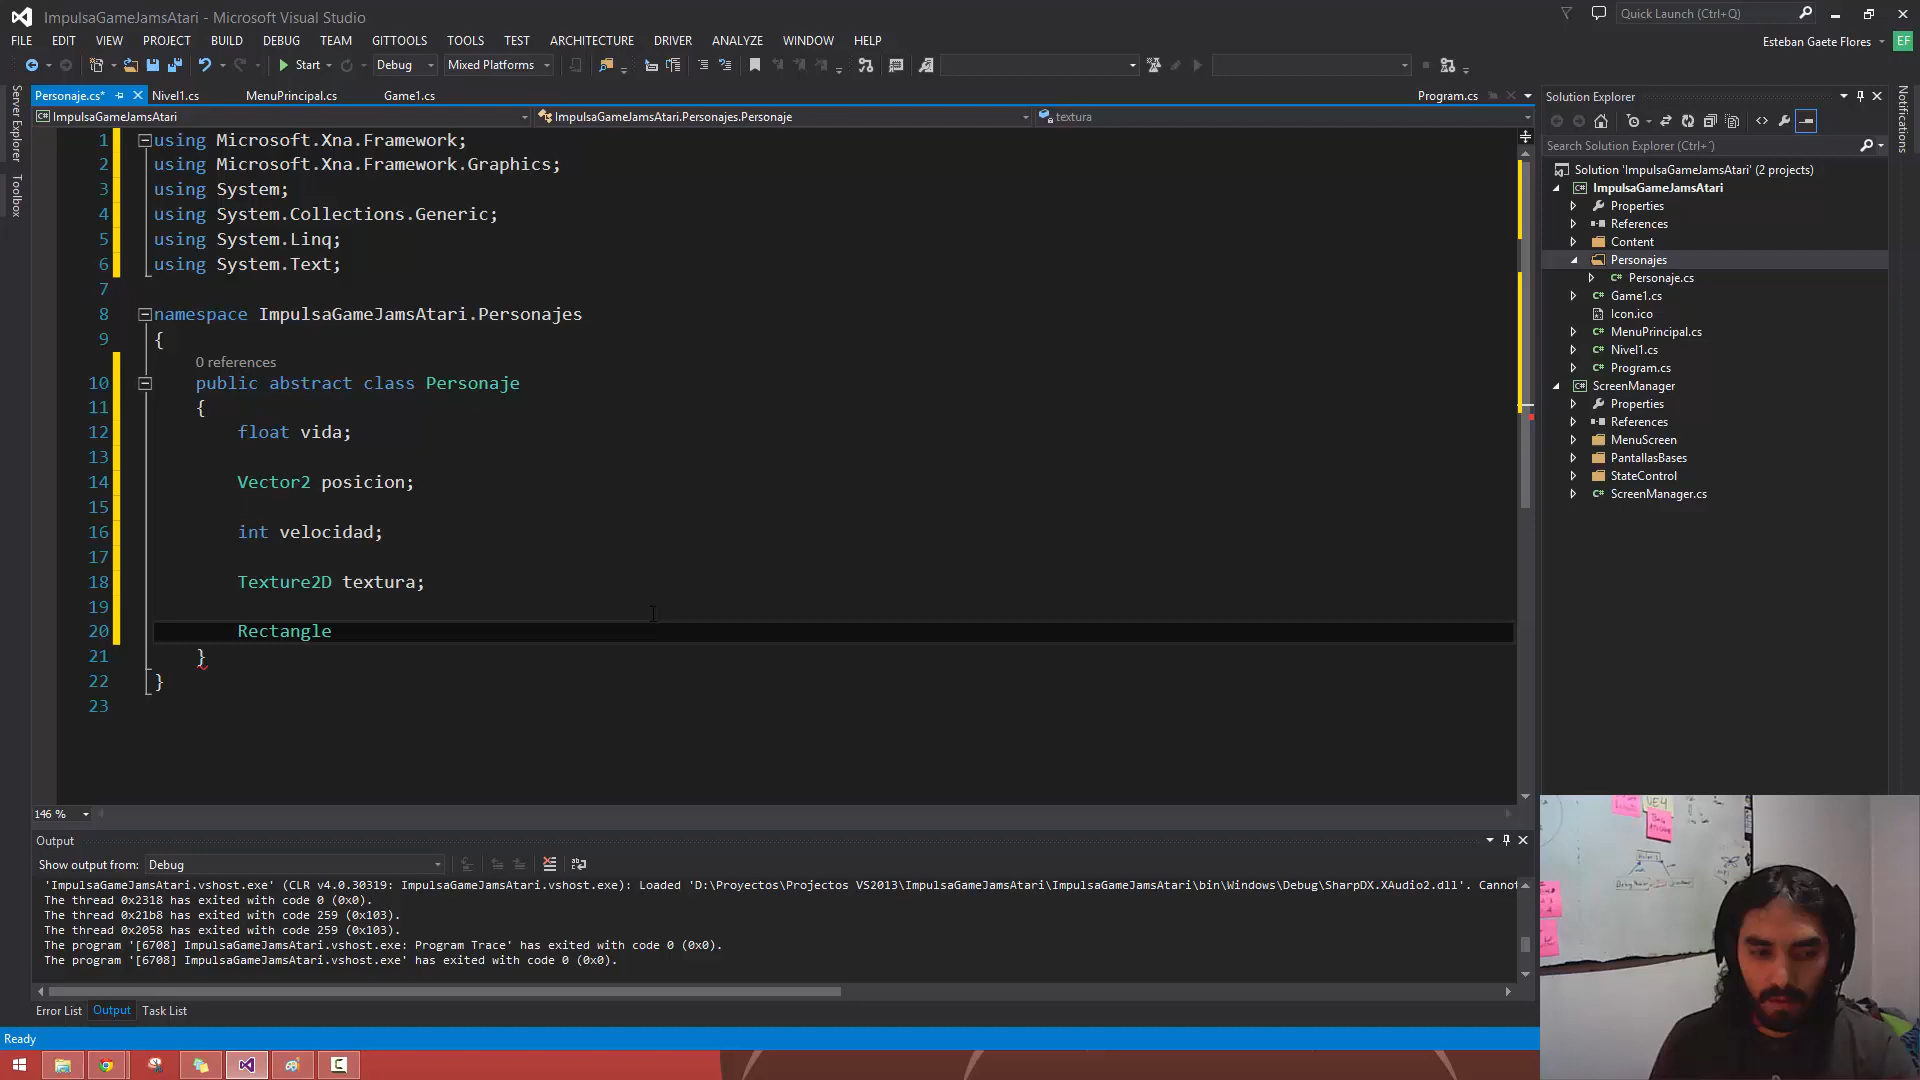 ImpulsaGameJamsAtari - Microsoft Visual Studio
Quick Launch (Ctrl+Q)
FILE EDIT VIEW PROJECT BUILD DEBUG TEAM GITTOOLS TOOLS TEST ARCHITECTURE DRIVER ANALYZE WINDOW HELP
Esteban Gaete Flores EF
Start Debug Mixed Platforms
Personaje.cs* Nivel1.cs MenuPrincipal.cs Game1.cs Program.cs
ImpulsaGameJamsAtari ImpulsaGameJamsAtari.Personajes.Personaje textura
Server Explorer
Toolbox
1 using Microsoft.Xna.Framework;
2 using Microsoft.Xna.Framework.Graphics;
3 using System;
4 using System.Collections.Generic;
5 using System.Linq;
6 using System.Text;
7
8 namespace ImpulsaGameJamsAtari.Personajes
9 {
0 references
10 public abstract class Personaje
11 {
12 float vida;
13
14 Vector2 posicion;
15
16 int velocidad;
17
18 Texture2D textura;
19
20 Rectangle
21 }
22 }
23
146 %
Solution Explorer
Search Solution Explorer (Ctrl+´)
Solution 'ImpulsaGameJamsAtari' (2 projects)
ImpulsaGameJamsAtari
Properties
References
Content
Personajes
Personaje.cs
Game1.cs
Icon.ico
MenuPrincipal.cs
Nivel1.cs
Program.cs
ScreenManager
Properties
References
MenuScreen
PantallasBases
StateControl
ScreenManager.cs
Notifications
Output
Show output from: Debug
'ImpulsaGameJamsAtari.vshost.exe' (CLR v4.0.30319: ImpulsaGameJamsAtari.vshost.exe): Loaded 'D:\Proyectos\Projectos VS2013\ImpulsaGameJamsAtari\ImpulsaGameJamsAtari\bin\Windows\Debug\SharpDX.XAudio2.dll'. Cannot
The thread 0x2318 has exited with code 0 (0x0).
The thread 0x21b8 has exited with code 259 (0x103).
The thread 0x2058 has exited with code 259 (0x103).
The program '[6708] ImpulsaGameJamsAtari.vshost.exe: Program Trace' has exited with code 0 (0x0).
The program '[6708] ImpulsaGameJamsAtari.vshost.exe' has exited with code 0 (0x0).
Error List Output Task List
Ready